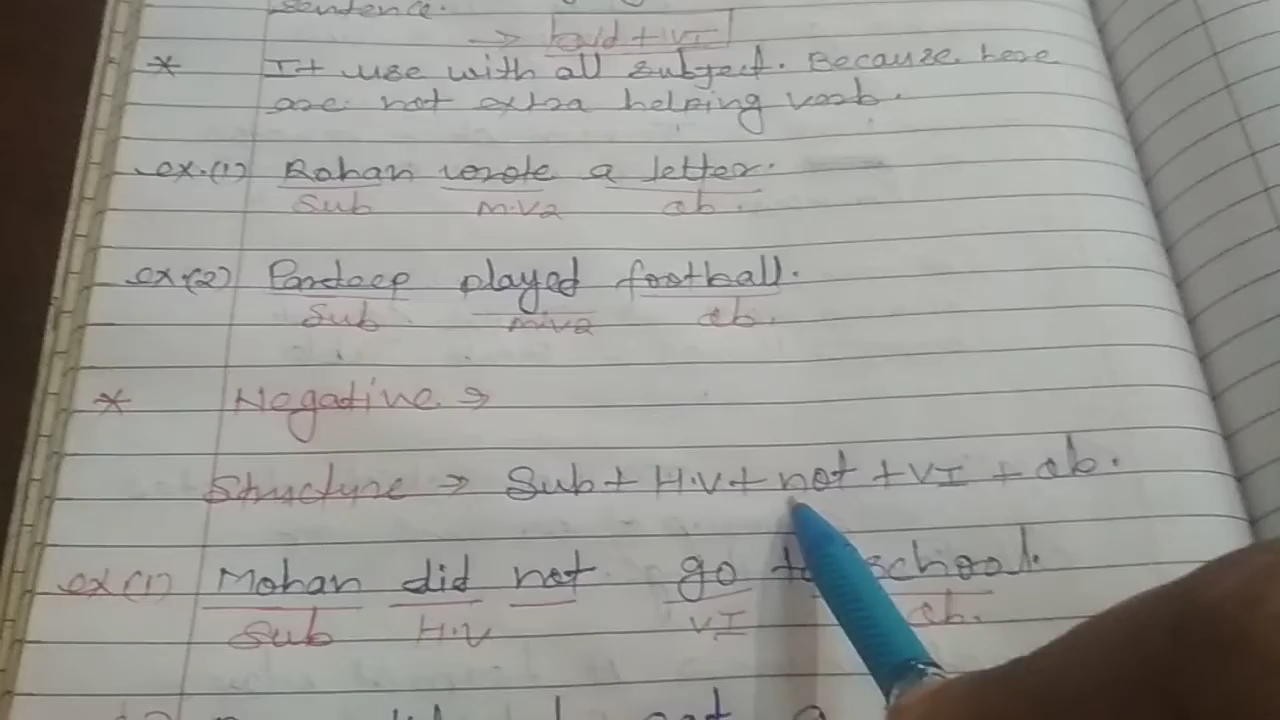 sentence.
→ did + VI
* It use with all subject. Because here
are not extra helping verb.
ex.(1) Rohan wrote a letter.
Sub m.v2 ob.
ex.(2) Pardeep played football.
Sub m.v2 ob.
* Negative →
Structure → Sub + H.V + not + VI + ob.
ex (1) Mohan did not go to school.
Sub H.V VI ob.